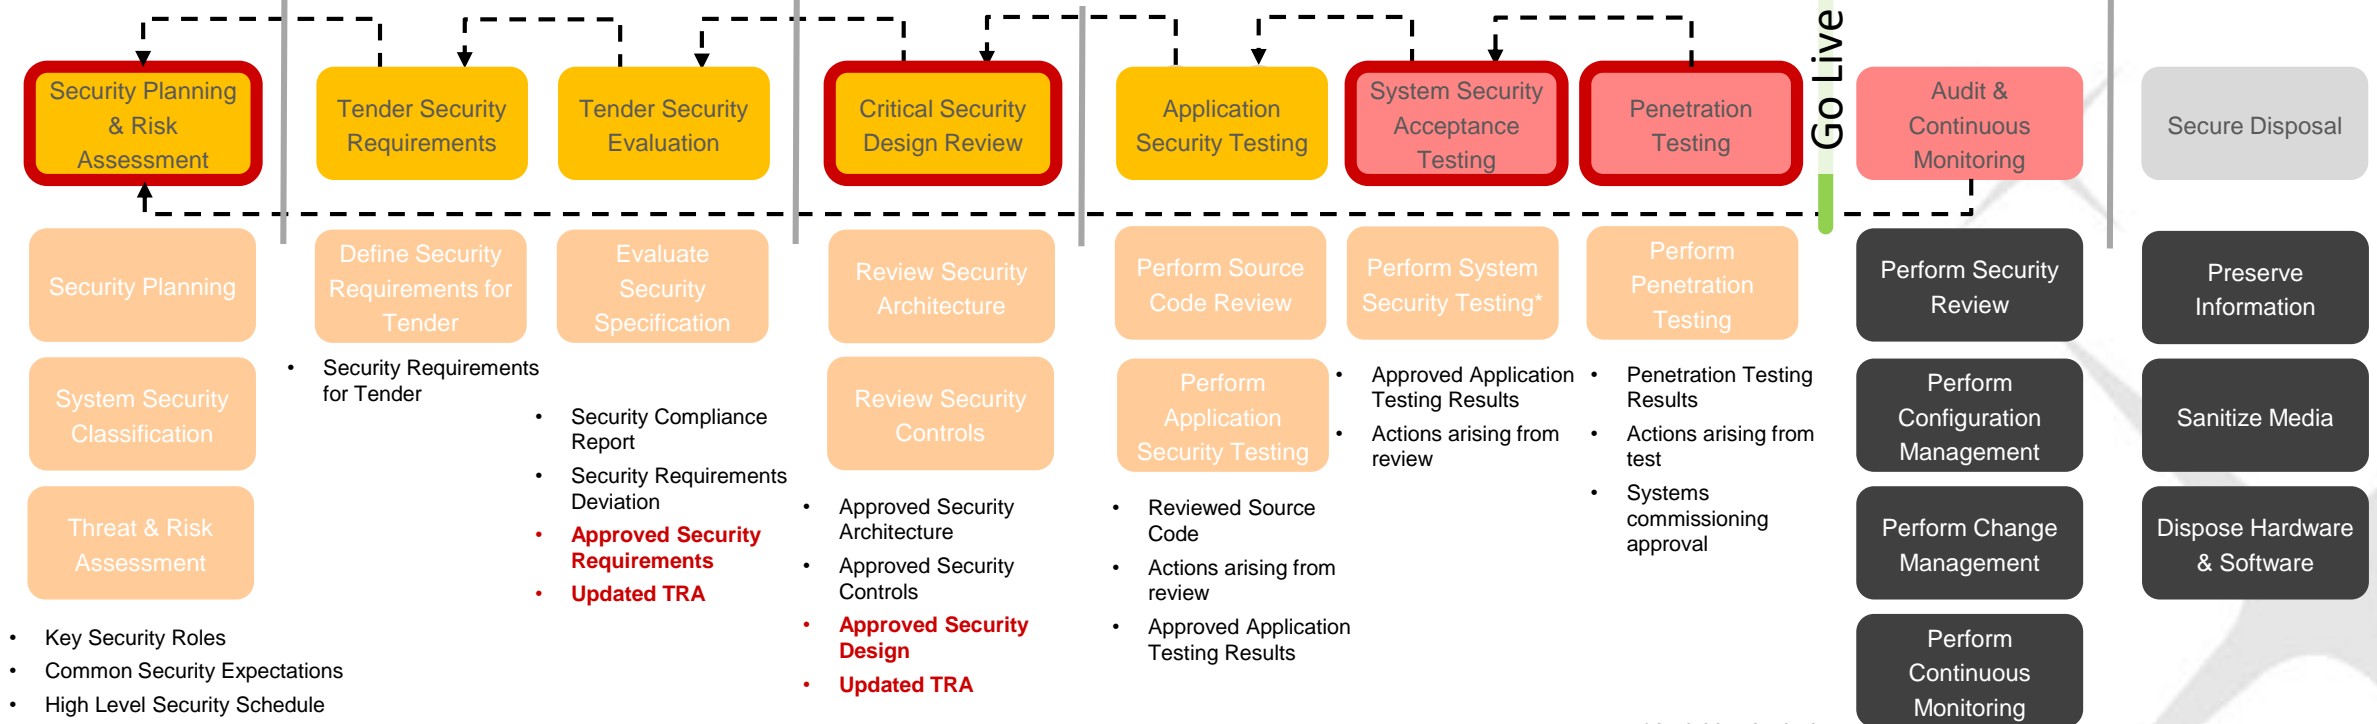 Go Live
Security Planning
& Risk
Assessment
Tender Security
Requirements
Tender Security
Evaluation
Critical Security
Design Review
Application
Security Testing
System Security
Acceptance
Testing
Penetration
Testing
Audit &
Continuous
Monitoring
Secure Disposal
Security Planning
System Security
Classification
Threat & Risk
Assessment
• Key Security Roles
• Common Security Expectations
• High Level Security Schedule
Define Security
Requirements for
Tender
• Security Requirements
for Tender
Evaluate
Security
Specification
• Security Compliance
Report
• Security Requirements
Deviation
• Approved Security
Requirements
• Updated TRA
Review Security
Architecture
Review Security
Controls
• Approved Security
Architecture
• Approved Security
Controls
• Approved Security
Design
• Updated TRA
Perform Source
Code Review
Perform
Application
Security Testing
• Reviewed Source
Code
• Actions arising from
review
• Approved Application
Testing Results
Perform System
Security Testing*
• Approved Application
Testing Results
• Actions arising from
review
Perform
Penetration
Testing
• Penetration Testing
Results
• Actions arising from
test
• Systems
commissioning
approval
Perform Security
Review
Perform
Configuration
Management
Perform Change
Management
Perform
Continuous
Monitoring
Preserve
Information
Sanitize Media
Dispose Hardware
& Software